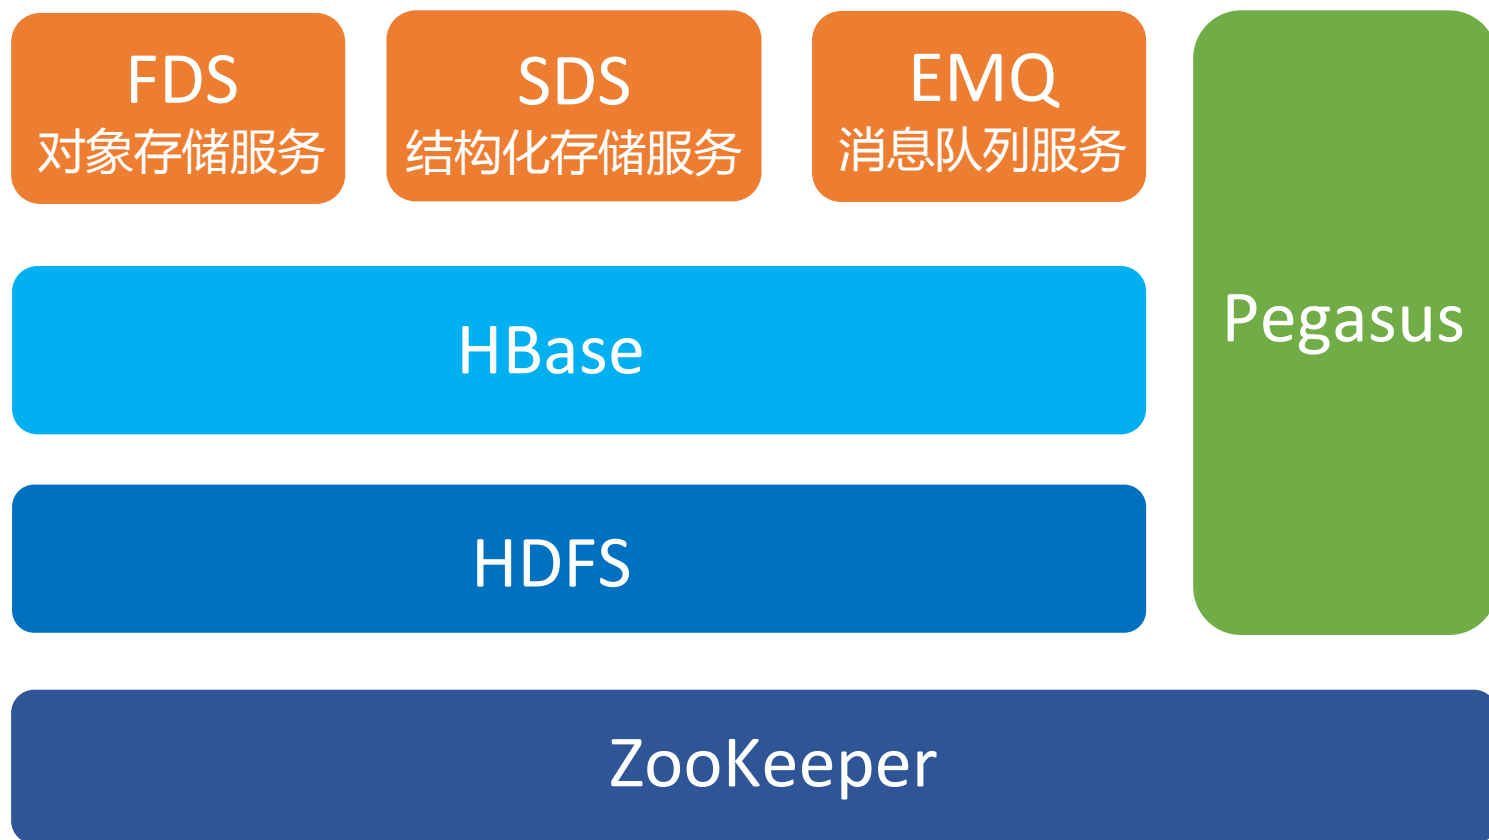 FDS
对象存储服务
SDS
结构化存储服务
EMQ
消息队列服务
Pegasus
HBase
HDFS
ZooKeeper